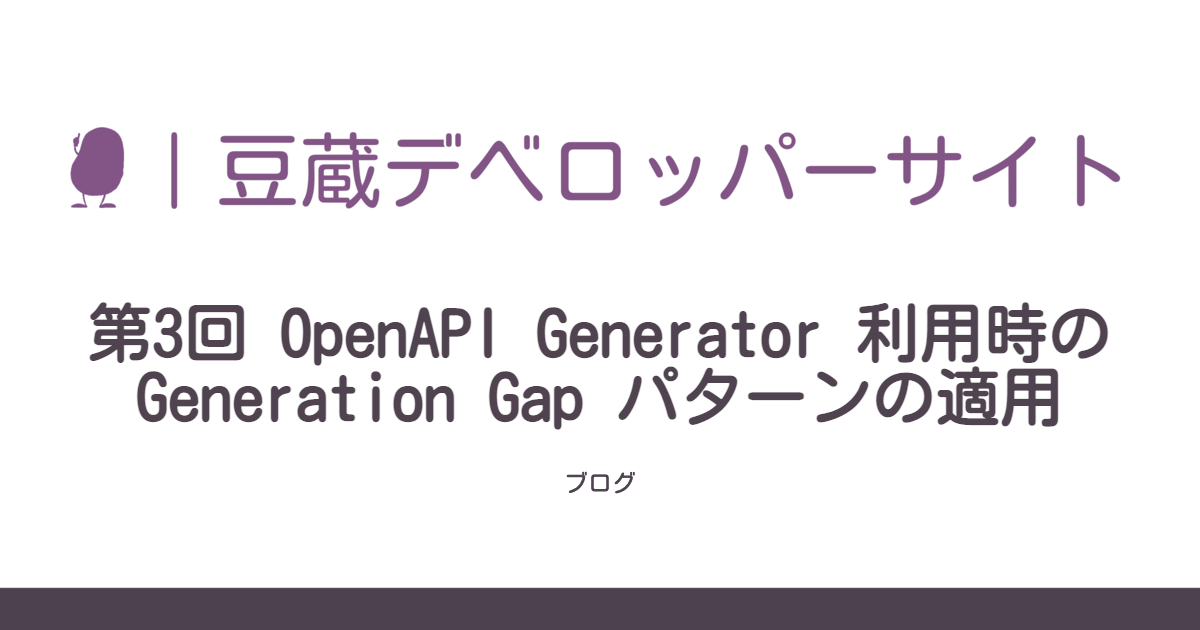 豆蔵デベロッパーサイト
第3回 OpenAPI Generator 利用時の
Generation Gap パターンの適用
ブログ